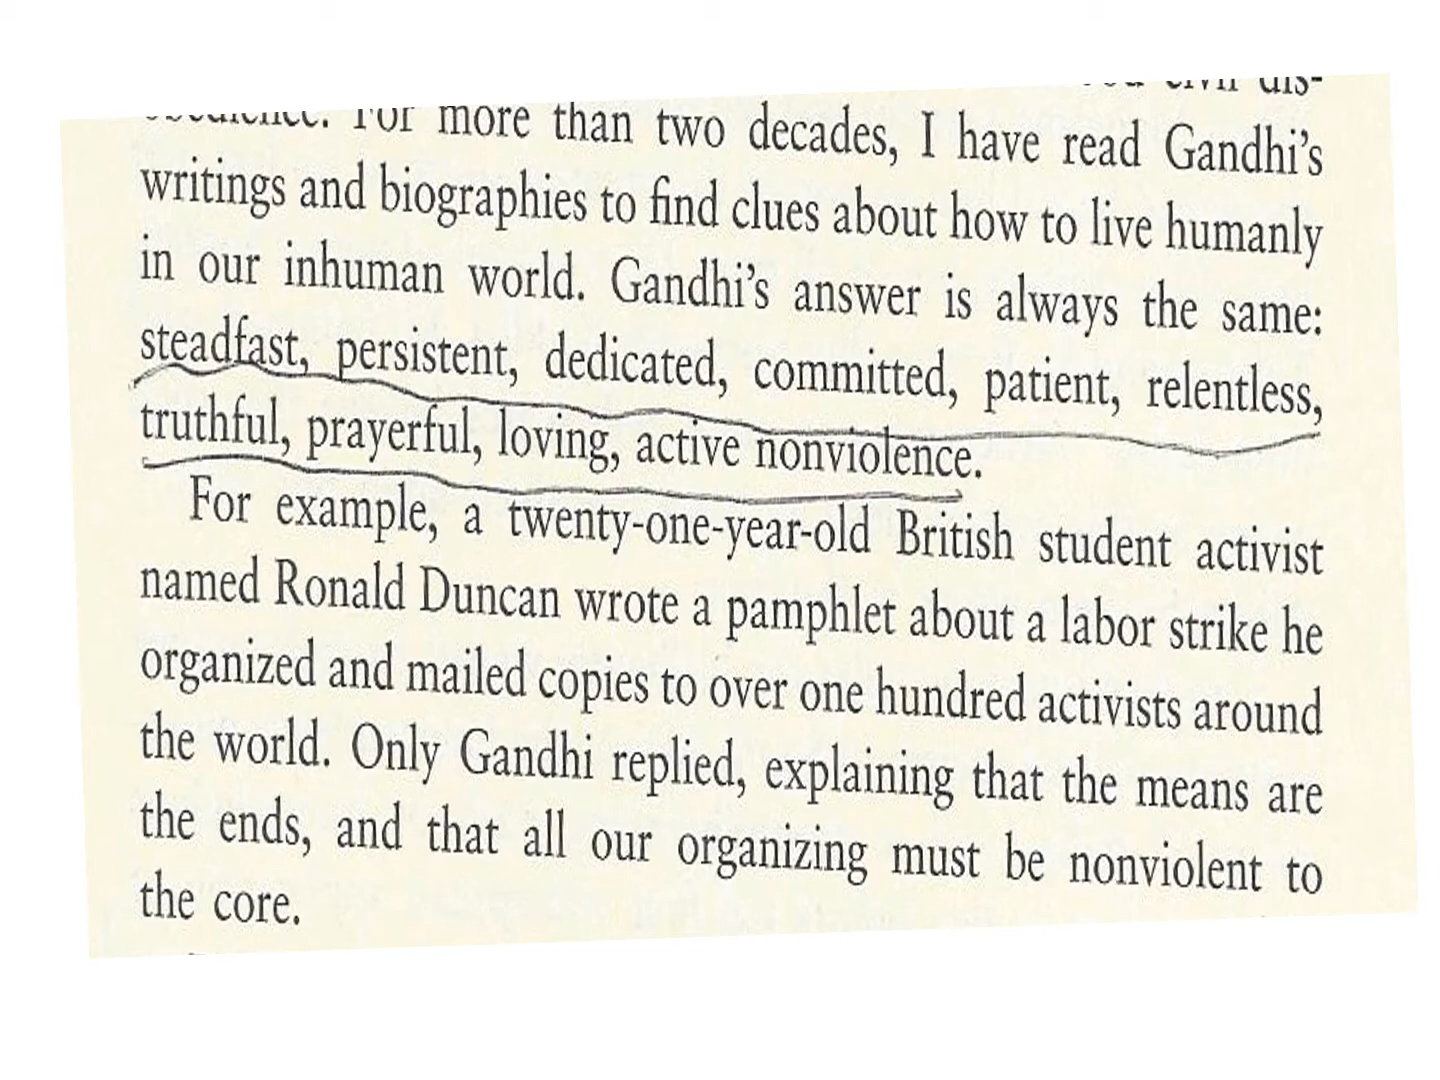 civil dis-
obedience. For more than two decades, I have read Gandhi's
writings and biographies to find clues about how to live humanly
in our inhuman world. Gandhi's answer is always the same:
steadfast, persistent, dedicated, committed, patient, relentless,
truthful, prayerful, loving, active nonviolence.
For example, a twenty-one-year-old British student activist
named Ronald Duncan wrote a pamphlet about a labor strike he
organized and mailed copies to over one hundred activists around
the world. Only Gandhi replied, explaining that the means are
the ends, and that all our organizing must be nonviolent to
the core.